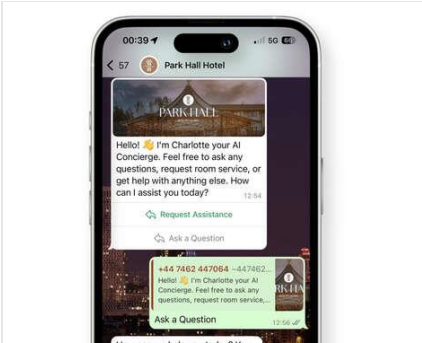 00:39
5G
57
Park Hall Hotel
PARK HALL
Hello! 👋 I'm Charlotte your AI
Concierge. Feel free to ask any
questions, request room service, or
get help with anything else. How
can I assist you today?
12:54
Request Assistance
Ask a Question
+44 7462 447064 ~447462...
Hello! 👋 I'm Charlotte your AI
Concierge. Feel free to ask any
questions, request room service,...
Ask a Question
12:56